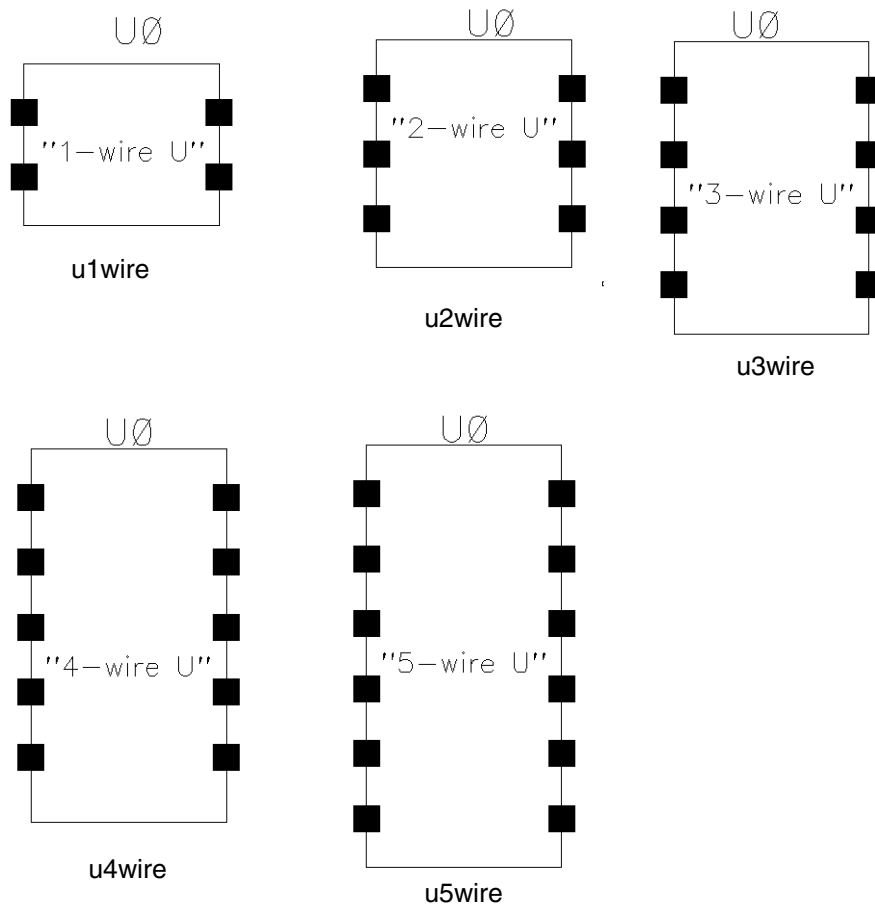 UØ
"1-wire U"
u1wire
UØ
"2-wire U"
u2wire
UØ
"3-wire U"
u3wire
UØ
"4-wire U"
u4wire
UØ
"5-wire U"
u5wire